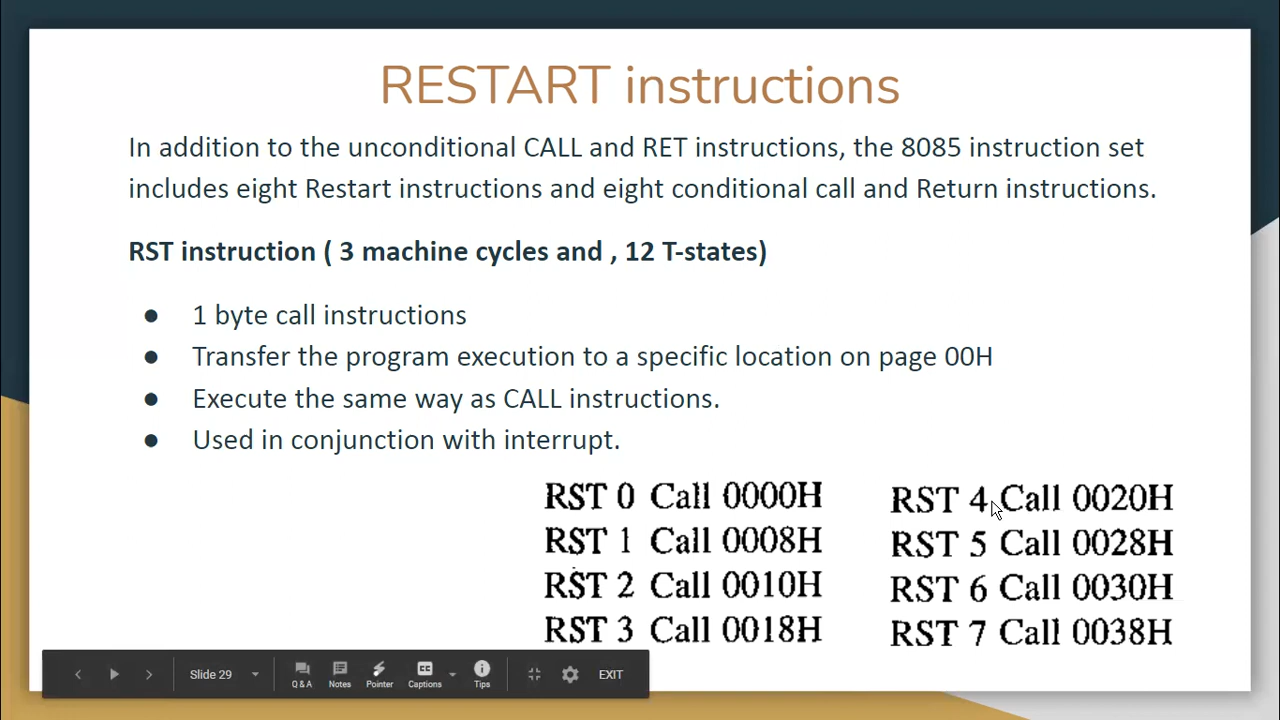 RESTART instructions
In addition to the unconditional CALL and RET instructions, the 8085 instruction set
includes eight Restart instructions and eight conditional call and Return instructions.
RST instruction ( 3 machine cycles and , 12 T-states)
● 1 byte call instructions
● Transfer the program execution to a specific location on page 00H
● Execute the same way as CALL instructions.
● Used in conjunction with interrupt.
RST 0 Call 0000H
RST 1 Call 0008H
RST 2 Call 0010H
RST 3 Call 0018H
RST 4 Call 0020H
RST 5 Call 0028H
RST 6 Call 0030H
RST 7 Call 0038H
Slide 29
Q & A
Notes
Pointer
CC
Captions
Tips
EXIT